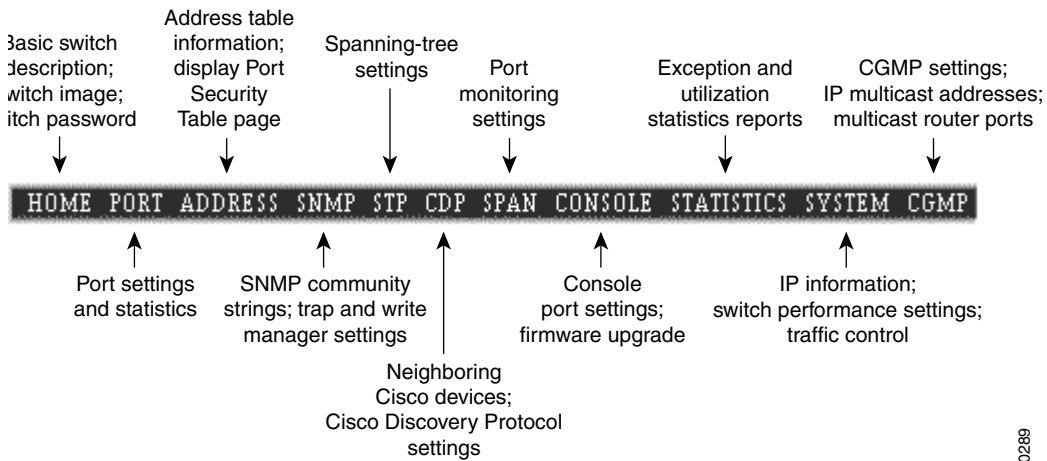 Basic switch
description;
switch image;
itch password
Address table
information;
display Port
Security
Table page
Spanning-tree
settings
Port
monitoring
settings
Exception and
utilization
statistics reports
CGMP settings;
IP multicast addresses;
multicast router ports
HOME PORT ADDRESS SNMP STP CDP SPAN CONSOLE STATISTICS SYSTEM CGMP
Port settings
and statistics
SNMP community
strings; trap and write
manager settings
Neighboring
Cisco devices;
Cisco Discovery Protocol
settings
Console
port settings;
firmware upgrade
IP information;
switch performance settings;
traffic control
0289